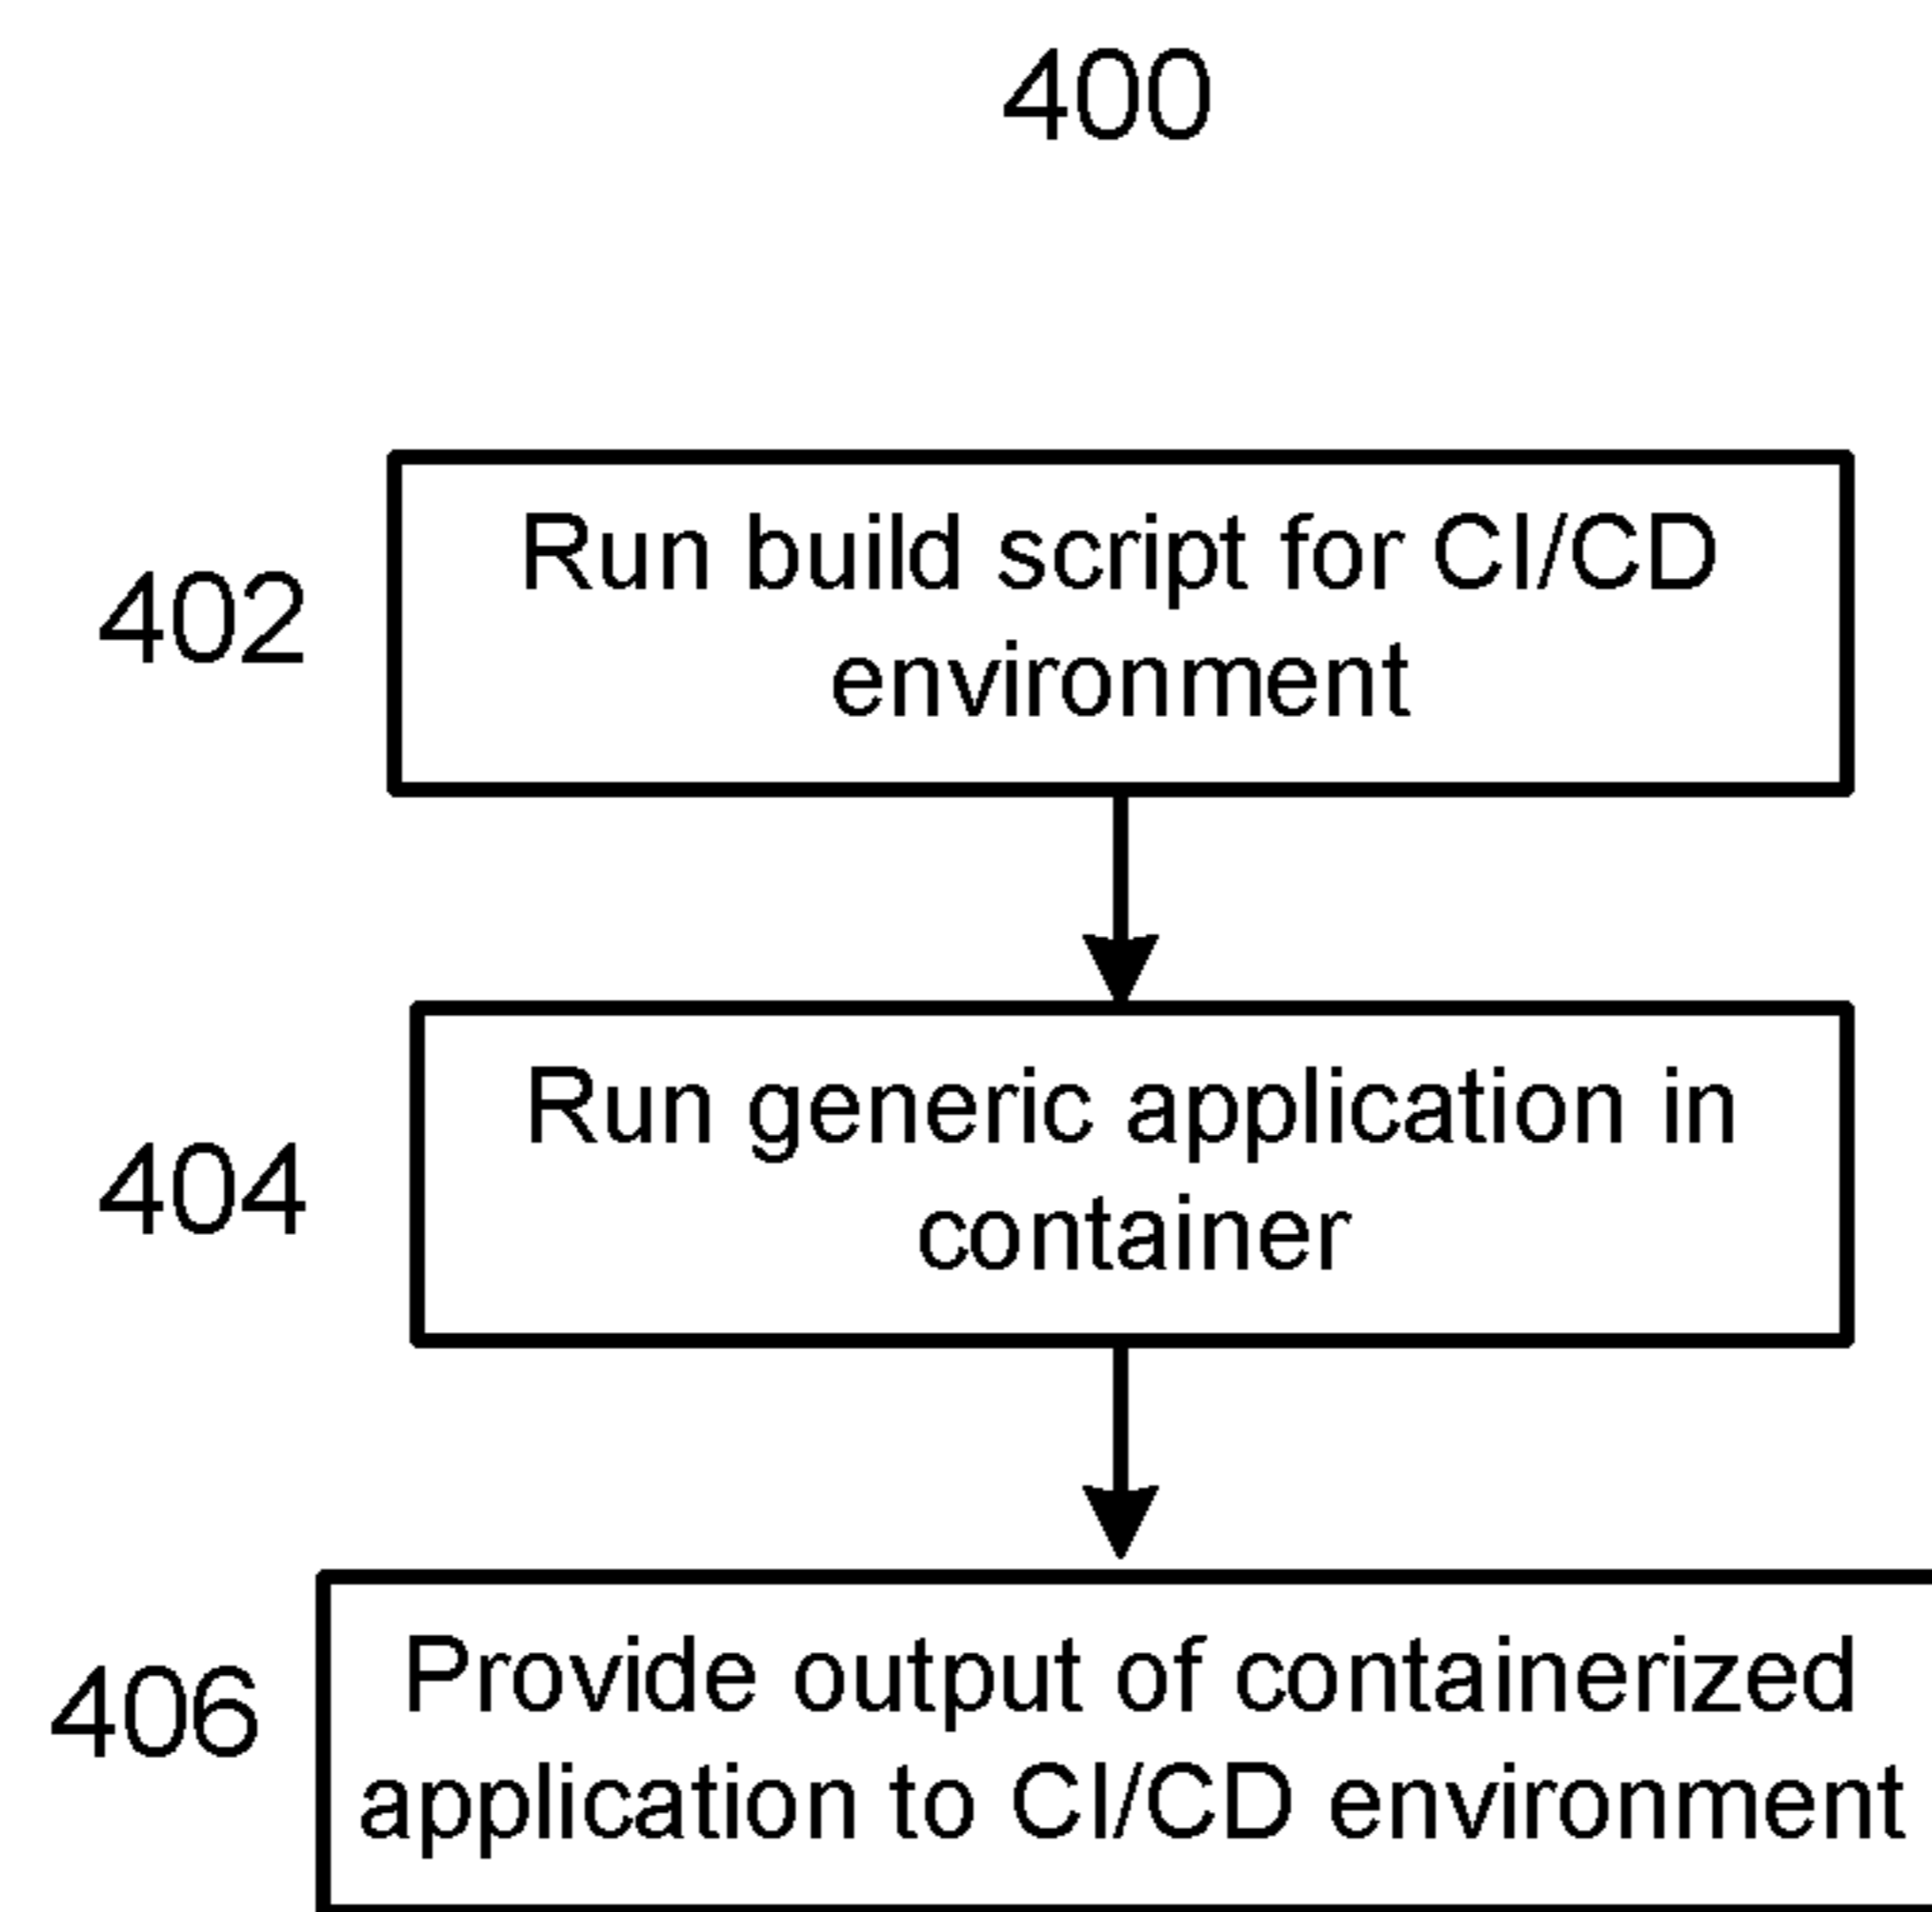 400
402
Run build script for CI/CD
environment
404
Run generic application in
container
406
Provide output of containerized
application to CI/CD environment